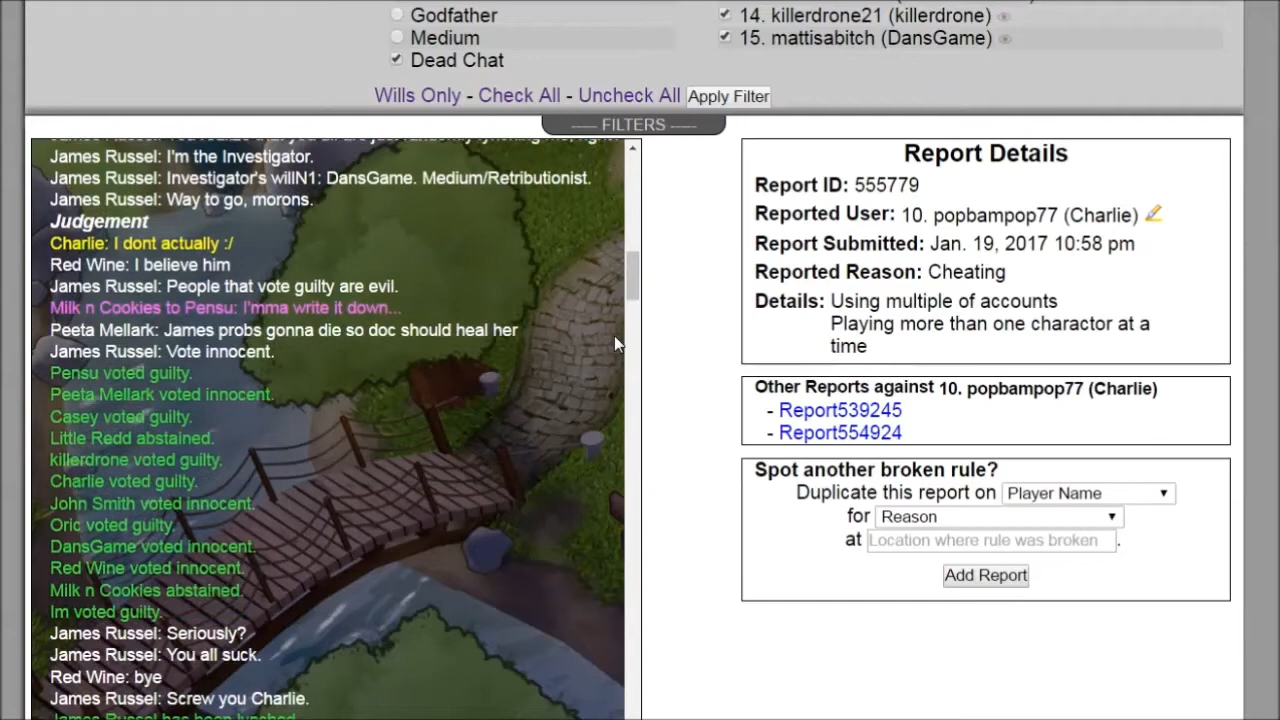 Godfather
Medium
Dead Chat
14. killerdrone21 (killerdrone)
15. mattisabitch (DansGame)
Wills Only - Check All - Uncheck All Apply Filter
---- FILTERS ----
James Russel: I'm the Investigator.
James Russel: Investigator's willN1: DansGame. Medium/Retributionist.
James Russel: Way to go, morons.
Judgement
Charlie: I dont actually :/
Red Wine: I believe him
James Russel: People that vote guilty are evil.
Milk n Cookies to Pensu: I'mma write it down...
Peeta Mellark: James probs gonna die so doc should heal her
James Russel: Vote innocent.
Pensu voted guilty.
Peeta Mellark voted innocent.
Casey voted guilty.
Little Redd abstained.
killerdrone voted guilty.
Charlie voted guilty.
John Smith voted innocent.
Oric voted guilty.
DansGame voted innocent.
Red Wine voted innocent.
Milk n Cookies abstained.
Im voted guilty.
James Russel: Seriously?
James Russel: You all suck.
Red Wine: bye
James Russel: Screw you Charlie.
James Russel has been lynched.
Report Details
Report ID: 555779
Reported User: 10. popbampop77 (Charlie)
Report Submitted: Jan. 19, 2017 10:58 pm
Reported Reason: Cheating
Details: Using multiple of accounts
Playing more than one charactor at a
time
Other Reports against 10. popbampop77 (Charlie)
- Report539245
- Report554924
Spot another broken rule?
Duplicate this report on Player Name
for Reason
at Location where rule was broken .
Add Report